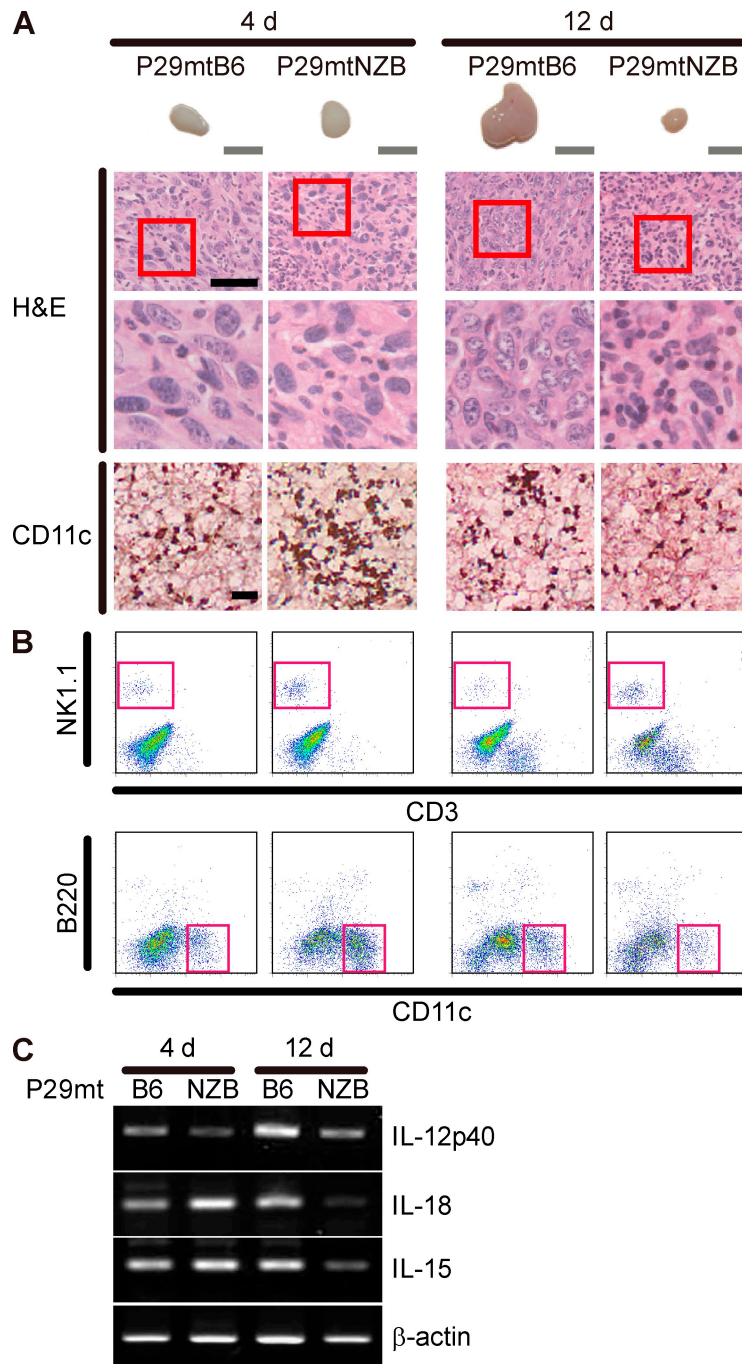 A
4 d 12 d
P29mtB6 P29mtNZB P29mtB6 P29mtNZB
H&E
CD11c
B
NK1.1
CD3
B220
CD11c
C
4 d 12 d
P29mt B6 NZB B6 NZB
IL-12p40
IL-18
IL-15
β-actin